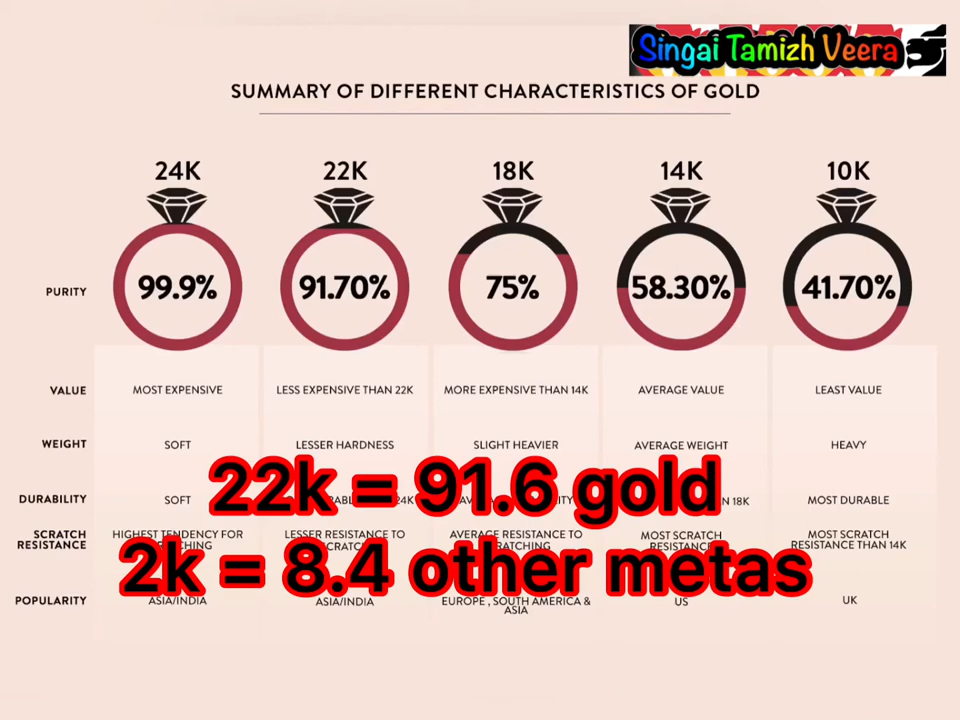 Singai Tamizh Veera
SUMMARY OF DIFFERENT CHARACTERISTICS OF GOLD
24K 22K 18K 14K 10K
PURITY 99.9% 91.70% 75% 58.30% 41.70%
VALUE MOST EXPENSIVE LESS EXPENSIVE THAN 22K MORE EXPENSIVE THAN 14K AVERAGE VALUE LEAST VALUE
WEIGHT SOFT LESSER HARDNESS SLIGHT HEAVIER AVERAGE WEIGHT HEAVY
22k = 91.6 gold
DURABILITY SOFT 18K MOST DURABLE
SCRATCH HIGHEST TENDENCY FOR LESSER RESISTANCE TO AVERAGE RESISTANCE TO MOST SCRATCH MOST SCRATCH
RESISTANCE RESISTANCE THAN 14K
2k = 8.4 other metas
POPULARITY ASIA/INDIA ASIA/INDIA EUROPE , SOUTH AMERICA & US UK
ASIA